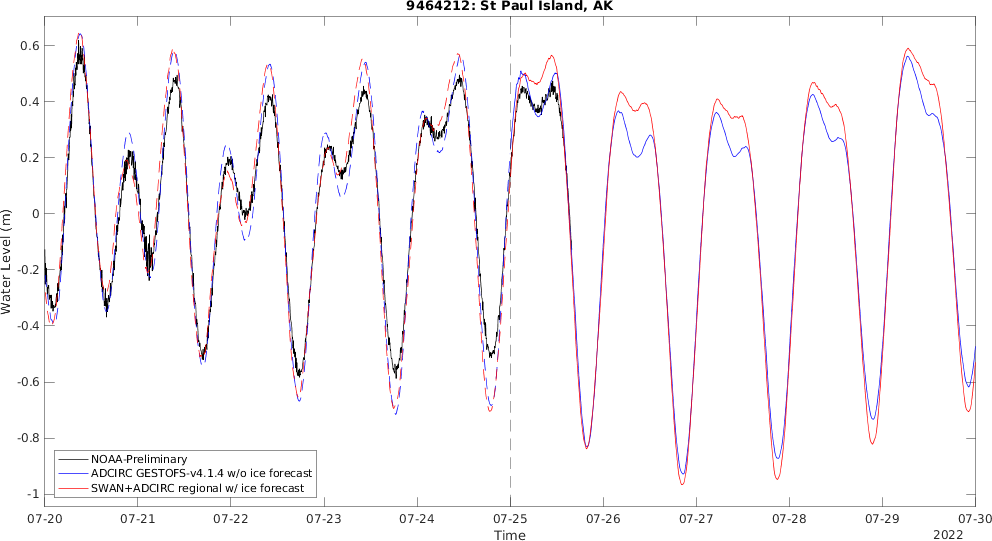 9464212: St Paul Island, AK
Water Level (m)
0.6
0.4
0.2
0
-0.2
-0.4
-0.6
-0.8
-1
NOAA-Preliminary
ADCIRC GESTOFS-v4.1.4 w/o ice forecast
SWAN+ADCIRC regional w/ ice forecast
07-20 07-21 07-22 07-23 07-24 07-25 07-26 07-27 07-28 07-29 07-30
Time
2022